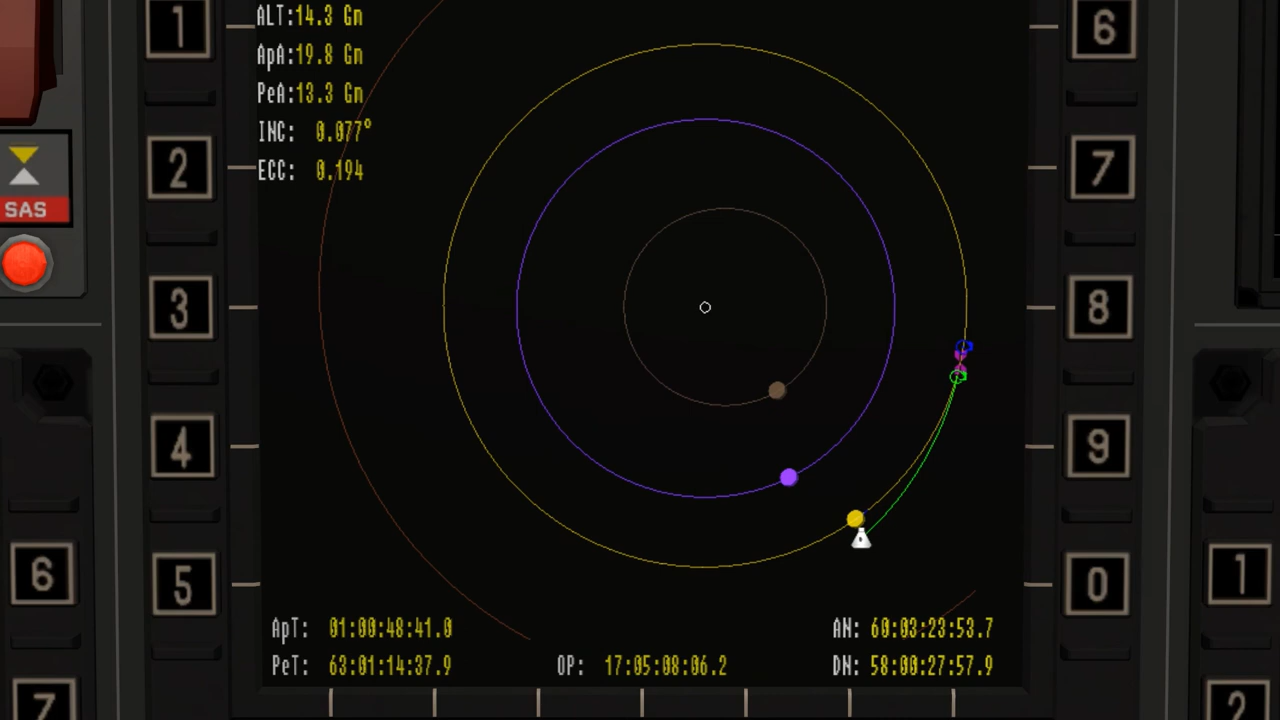 1
ALT:14.3 Gn
6
ApA:19.8 Gn
PeA:13.3 Gn
INC: 0.077°
2
ECC: 0.194
7
SAS
3
8
4
9
6
5
0
1
ApT: 01:00:48:41.0
AN: 60:03:23:53.7
PeT: 63:01:14:37.9
OP: 17:05:08:06.2
DN: 58:00:27:57.9
7
2